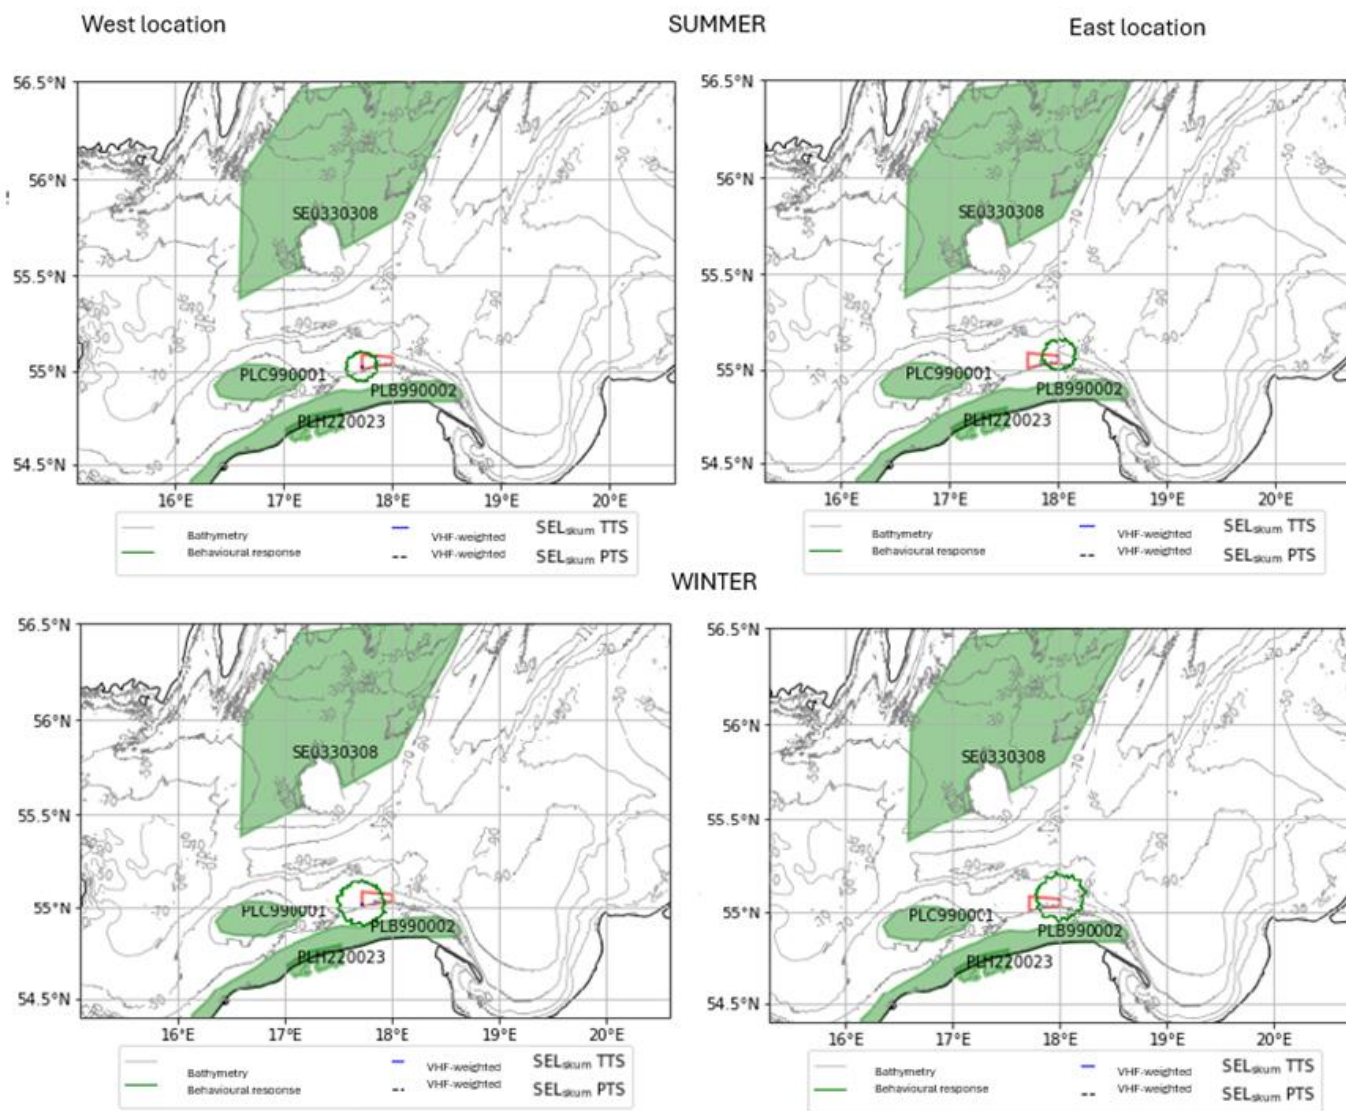 West location SUMMER East location
56.5°N
56°N
55.5°N
55°N
54.5°N
16°E 17°E 18°E 19°E 20°E
SE0330308
PLC990001
PLB990002
PLH220023
Bathymetry VHF-weighted SELskum TTS
Behavioural response VHF-weighted SELskum PTS
56.5°N
56°N
55.5°N
55°N
54.5°N
16°E 17°E 18°E 19°E 20°E
SE0330308
PLC990001
PLB990002
PLH220023
Bathymetry VHF-weighted SELskum TTS
Behavioural response VHF-weighted SELskum PTS
WINTER
56.5°N
56°N
55.5°N
55°N
54.5°N
16°E 17°E 18°E 19°E 20°E
SE0330308
PLC990001
PLB990002
PLH220023
Bathymetry VHF-weighted SELskum TTS
Behavioural response VHF-weighted SELskum PTS
56.5°N
56°N
55.5°N
55°N
54.5°N
16°E 17°E 18°E 19°E 20°E
SE0330308
PLC990001
PLB990002
PLH220023
Bathymetry VHF-weighted SELskum TTS
Behavioural response VHF-weighted SELskum PTS